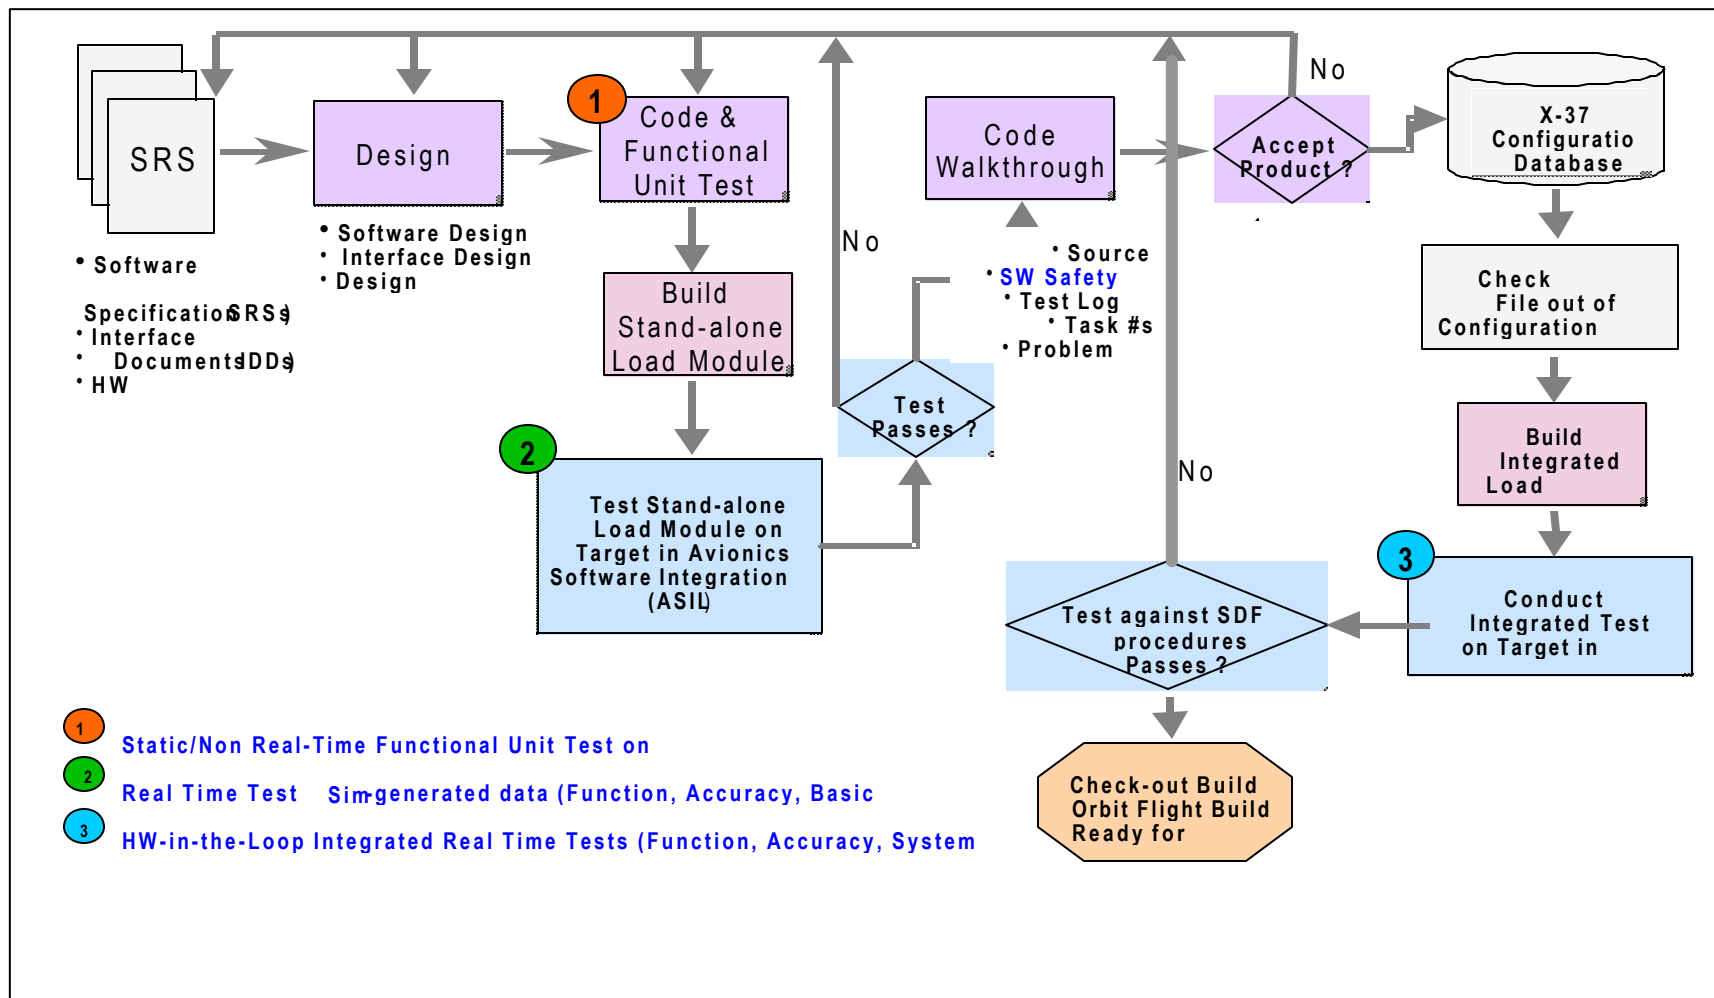 SRS
• Software
Specification SRSs)
• Interface
• Documents IDDs)
• HW
Design
• Software Design
• Interface Design
• Design
1
Code &
Functional
Unit Test
Build
Stand-alone
Load Module
2
Test Stand-alone
Load Module on
Target in Avionics
Software Integration
(ASIL)
No
Test
Passes ?
Code
Walkthrough
• Source
• SW Safety
• Test Log
• Task #s
• Problem
No
Accept
Product ?
X-37
Configuratio
Database
Check
File out of
Configuration
Build
Integrated
Load
3
Conduct
Integrated Test
on Target in
No
Test against SDF
procedures
Passes ?
Check-out Build
Orbit Flight Build
Ready for
1
Static/Non Real-Time Functional Unit Test on
2
Real Time Test Sim-generated data (Function, Accuracy, Basic
3
HW-in-the-Loop Integrated Real Time Tests (Function, Accuracy, System